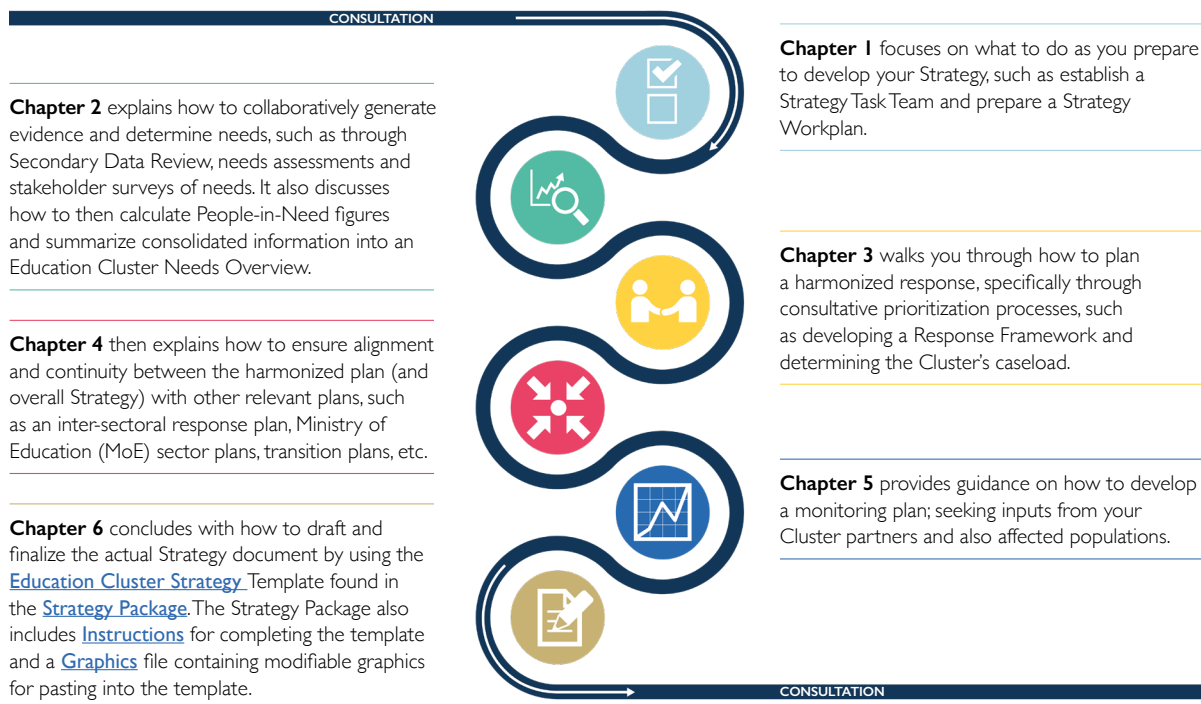 CONSULTATION
Chapter 1 focuses on what to do as you prepare
to develop your Strategy, such as establish a
Strategy Task Team and prepare a Strategy
Workplan.
Chapter 2 explains how to collaboratively generate
evidence and determine needs, such as through
Secondary Data Review, needs assessments and
stakeholder surveys of needs. It also discusses
how to then calculate People-in-Need figures
and summarize consolidated information into an
Education Cluster Needs Overview.
Chapter 3 walks you through how to plan
a harmonized response, specifically through
consultative prioritization processes, such
as developing a Response Framework and
determining the Cluster's caseload.
Chapter 4 then explains how to ensure alignment
and continuity between the harmonized plan (and
overall Strategy) with other relevant plans, such
as an inter-sectoral response plan, Ministry of
Education (MoE) sector plans, transition plans, etc.
Chapter 5 provides guidance on how to develop
a monitoring plan; seeking inputs from your
Cluster partners and also affected populations.
Chapter 6 concludes with how to draft and
finalize the actual Strategy document by using the
Education Cluster Strategy Template found in
the Strategy Package. The Strategy Package also
includes Instructions for completing the template
and a Graphics file containing modifiable graphics
for pasting into the template.
CONSULTATION